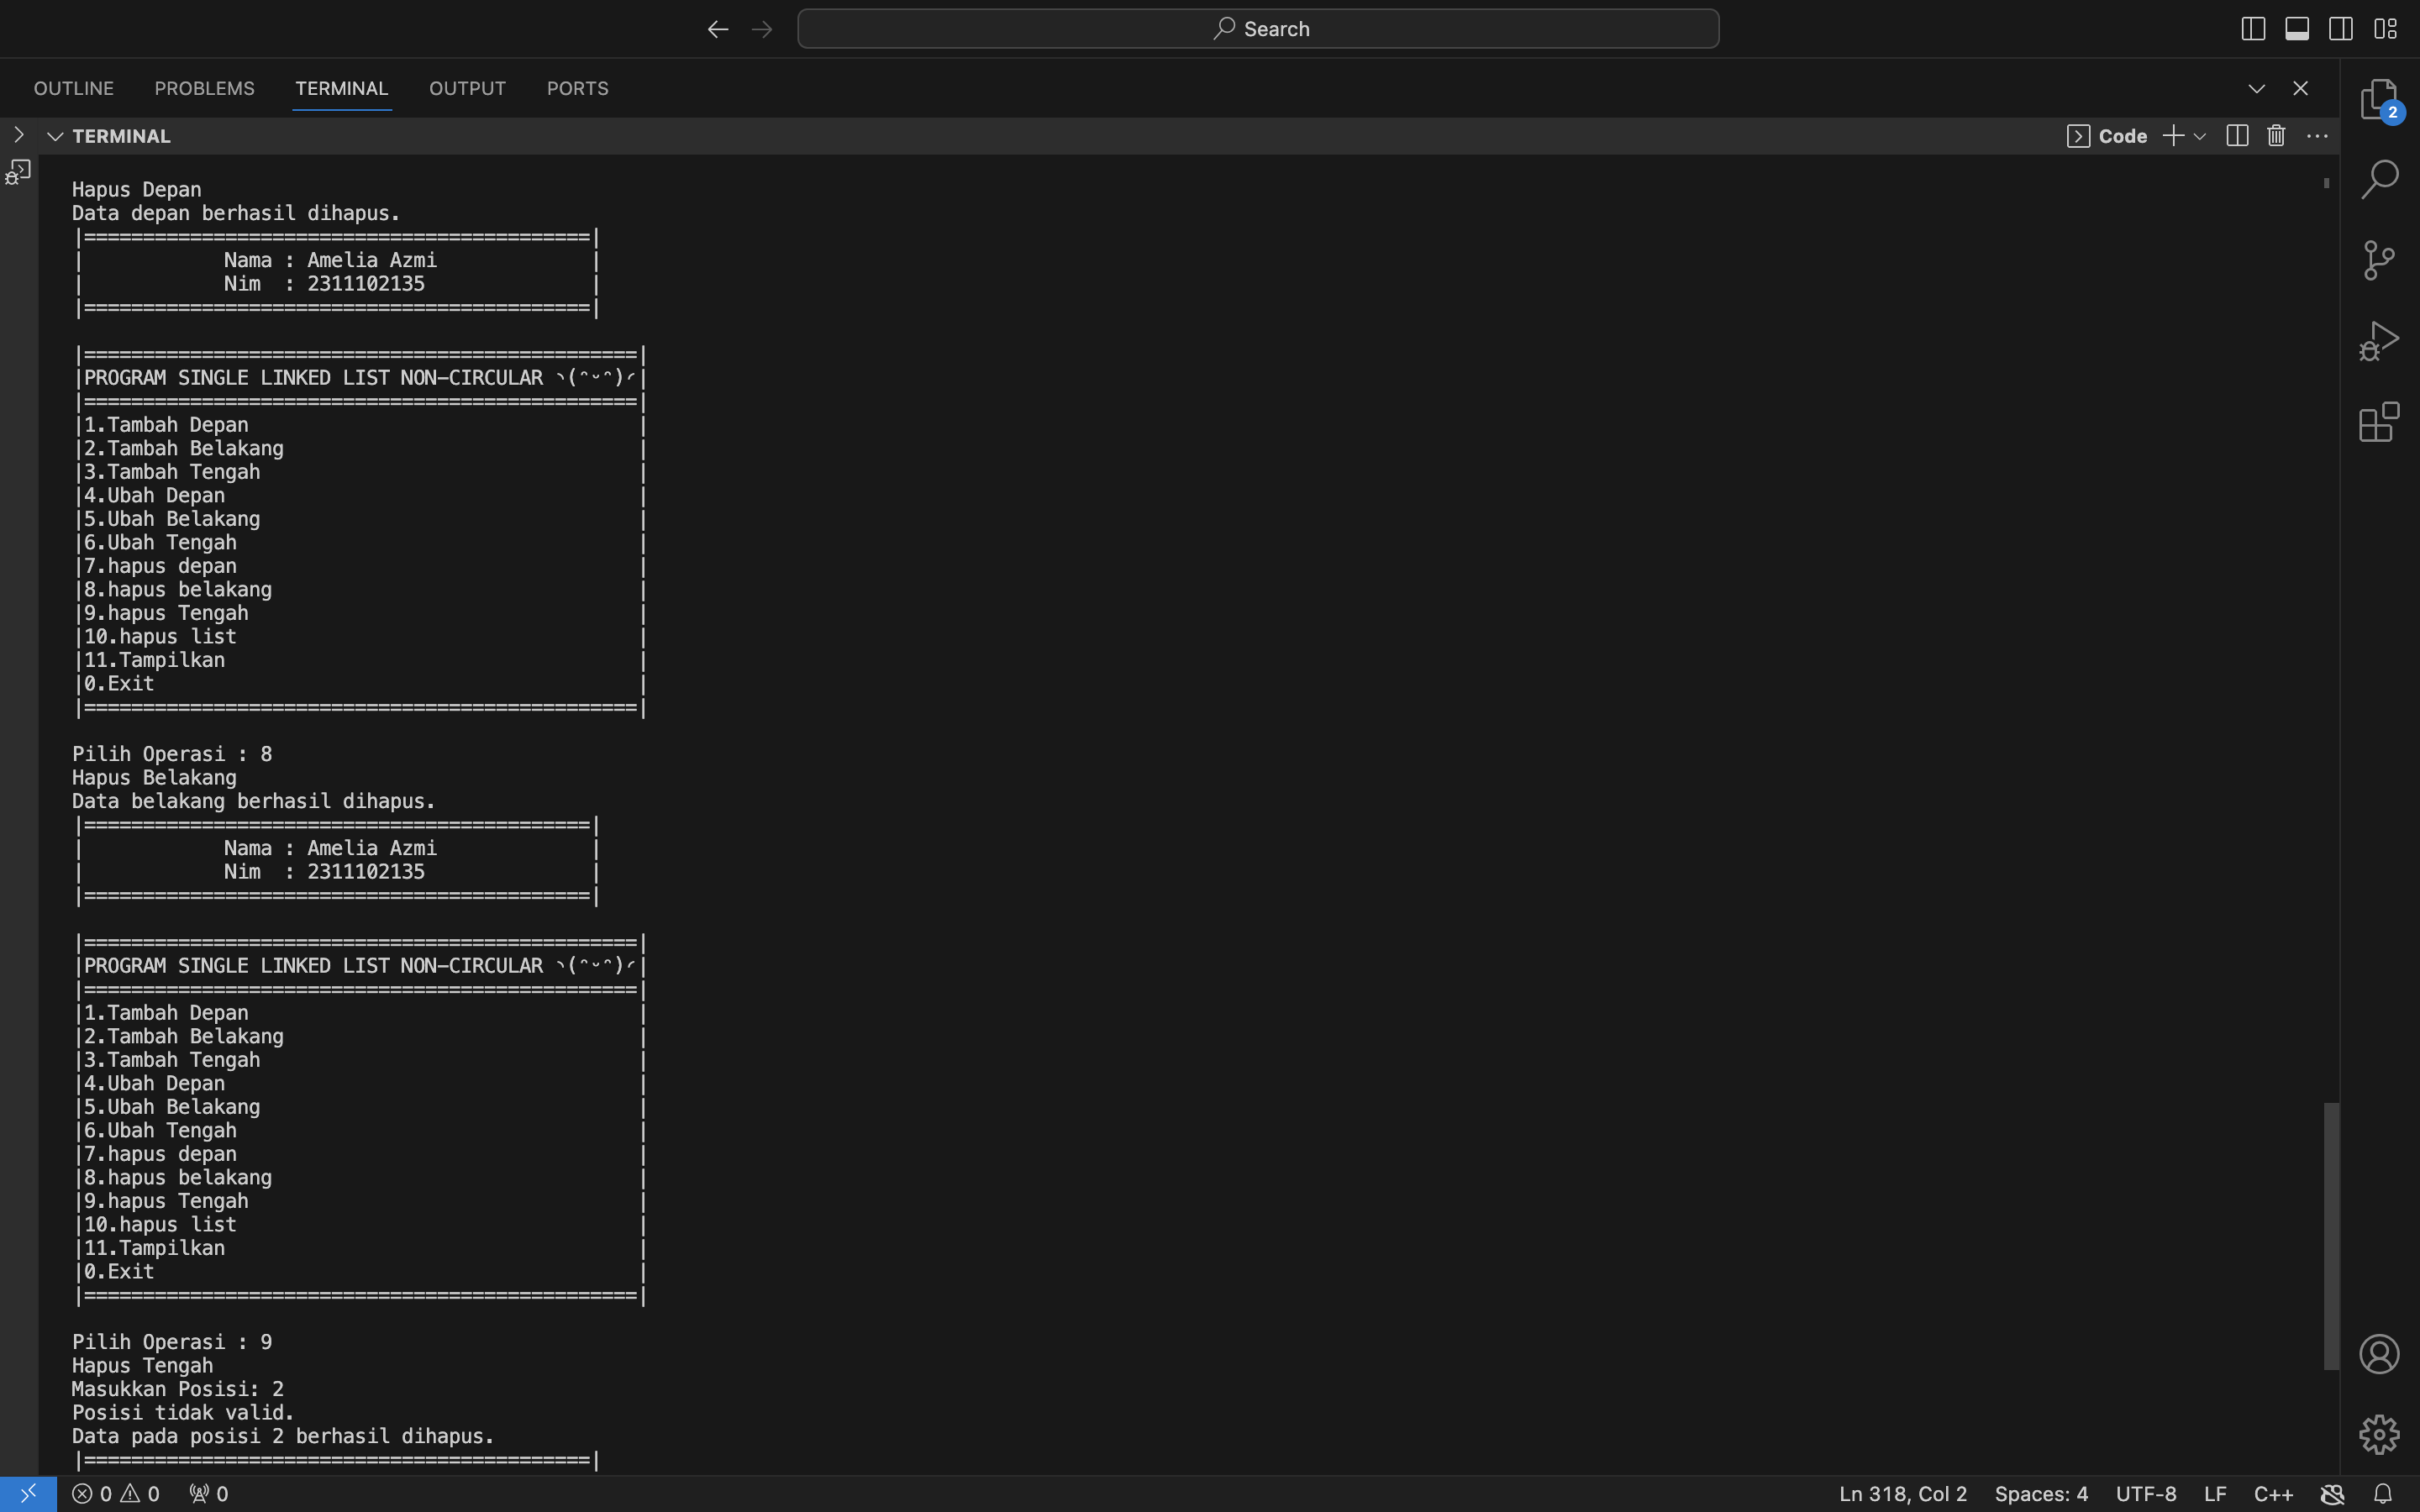 Search
OUTLINE PROBLEMS TERMINAL OUTPUT PORTS
TERMINAL Code
2
Hapus Depan
Data depan berhasil dihapus.
|===========================================|
|            Nama : Amelia Azmi             |
|            Nim  : 2311102135              |
|===========================================|
|===============================================|
|PROGRAM SINGLE LINKED LIST NON-CIRCULAR ◝(ᵔᵕᵔ)◜|
|===============================================|
|1.Tambah Depan                                 |
|2.Tambah Belakang                              |
|3.Tambah Tengah                                |
|4.Ubah Depan                                   |
|5.Ubah Belakang                                |
|6.Ubah Tengah                                  |
|7.hapus depan                                  |
|8.hapus belakang                               |
|9.hapus Tengah                                 |
|10.hapus list                                  |
|11.Tampilkan                                   |
|0.Exit                                         |
|===============================================|
Pilih Operasi : 8
Hapus Belakang
Data belakang berhasil dihapus.
|===========================================|
|            Nama : Amelia Azmi             |
|            Nim  : 2311102135              |
|===========================================|
|===============================================|
|PROGRAM SINGLE LINKED LIST NON-CIRCULAR ◝(ᵔᵕᵔ)◜|
|===============================================|
|1.Tambah Depan                                 |
|2.Tambah Belakang                              |
|3.Tambah Tengah                                |
|4.Ubah Depan                                   |
|5.Ubah Belakang                                |
|6.Ubah Tengah                                  |
|7.hapus depan                                  |
|8.hapus belakang                               |
|9.hapus Tengah                                 |
|10.hapus list                                  |
|11.Tampilkan                                   |
|0.Exit                                         |
|===============================================|
Pilih Operasi : 9
Hapus Tengah
Masukkan Posisi: 2
Posisi tidak valid.
Data pada posisi 2 berhasil dihapus.
|===========================================|
0 0 0 Ln 318, Col 2 Spaces: 4 UTF-8 LF C++